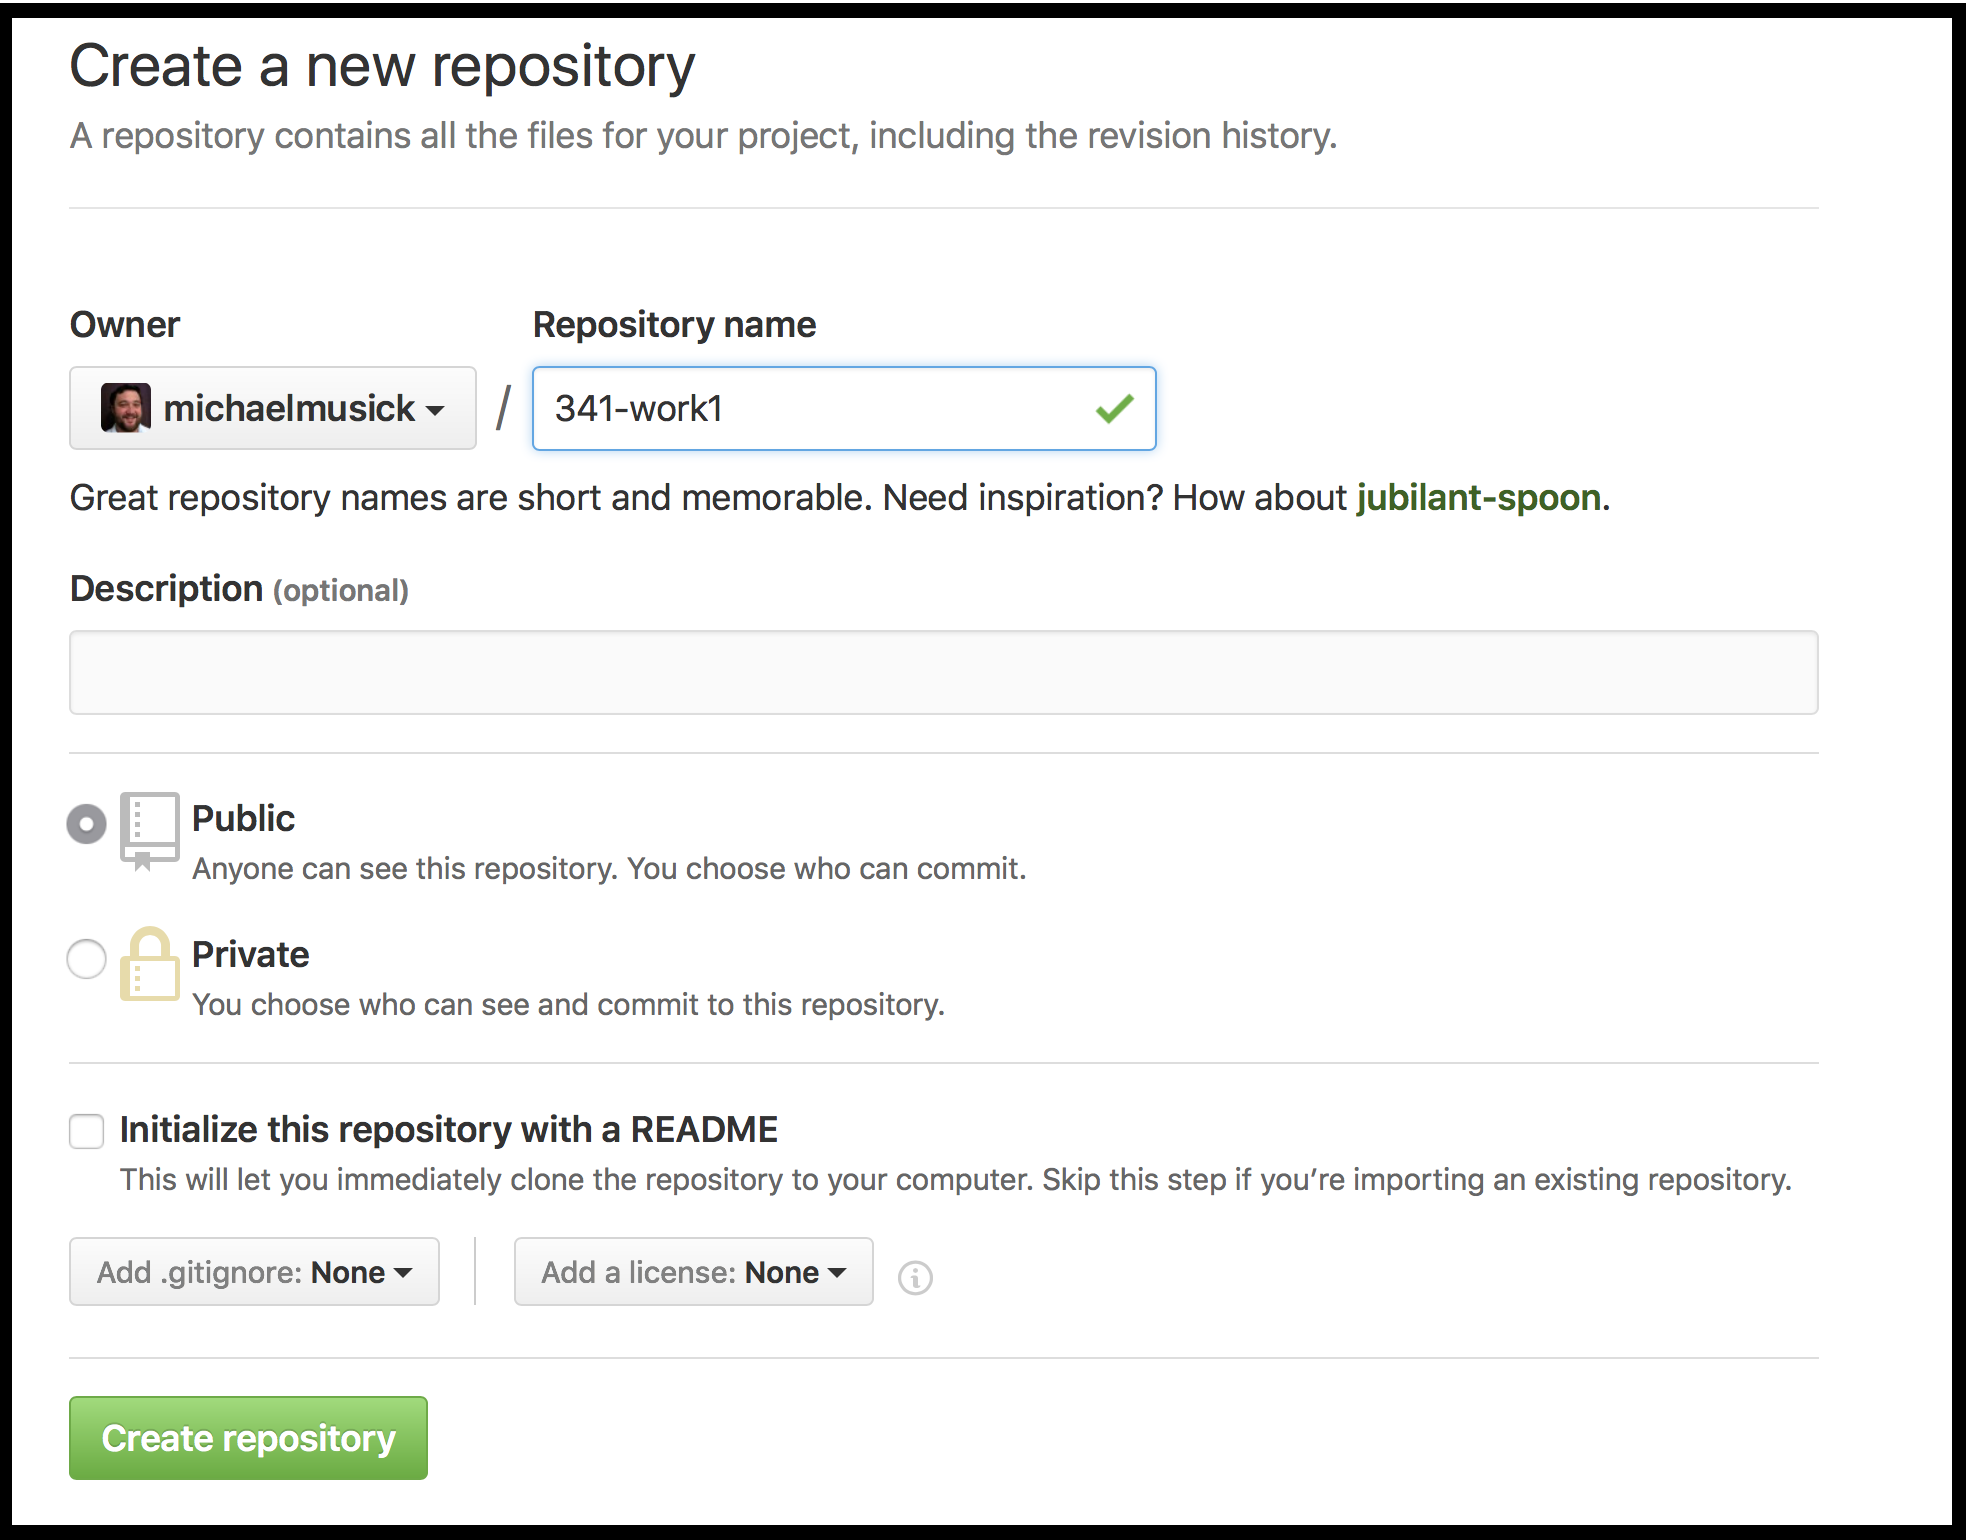 Create a new repository
A repository contains all the files for your project, including the revision history.
Owner
Repository name
michaelmusick / 341-work1
Great repository names are short and memorable. Need inspiration? How about jubilant-spoon.
Description (optional)
Public
Anyone can see this repository. You choose who can commit.
Private
You choose who can see and commit to this repository.
Initialize this repository with a README
This will let you immediately clone the repository to your computer. Skip this step if you’re importing an existing repository.
Add .gitignore: None
Add a license: None
Create repository